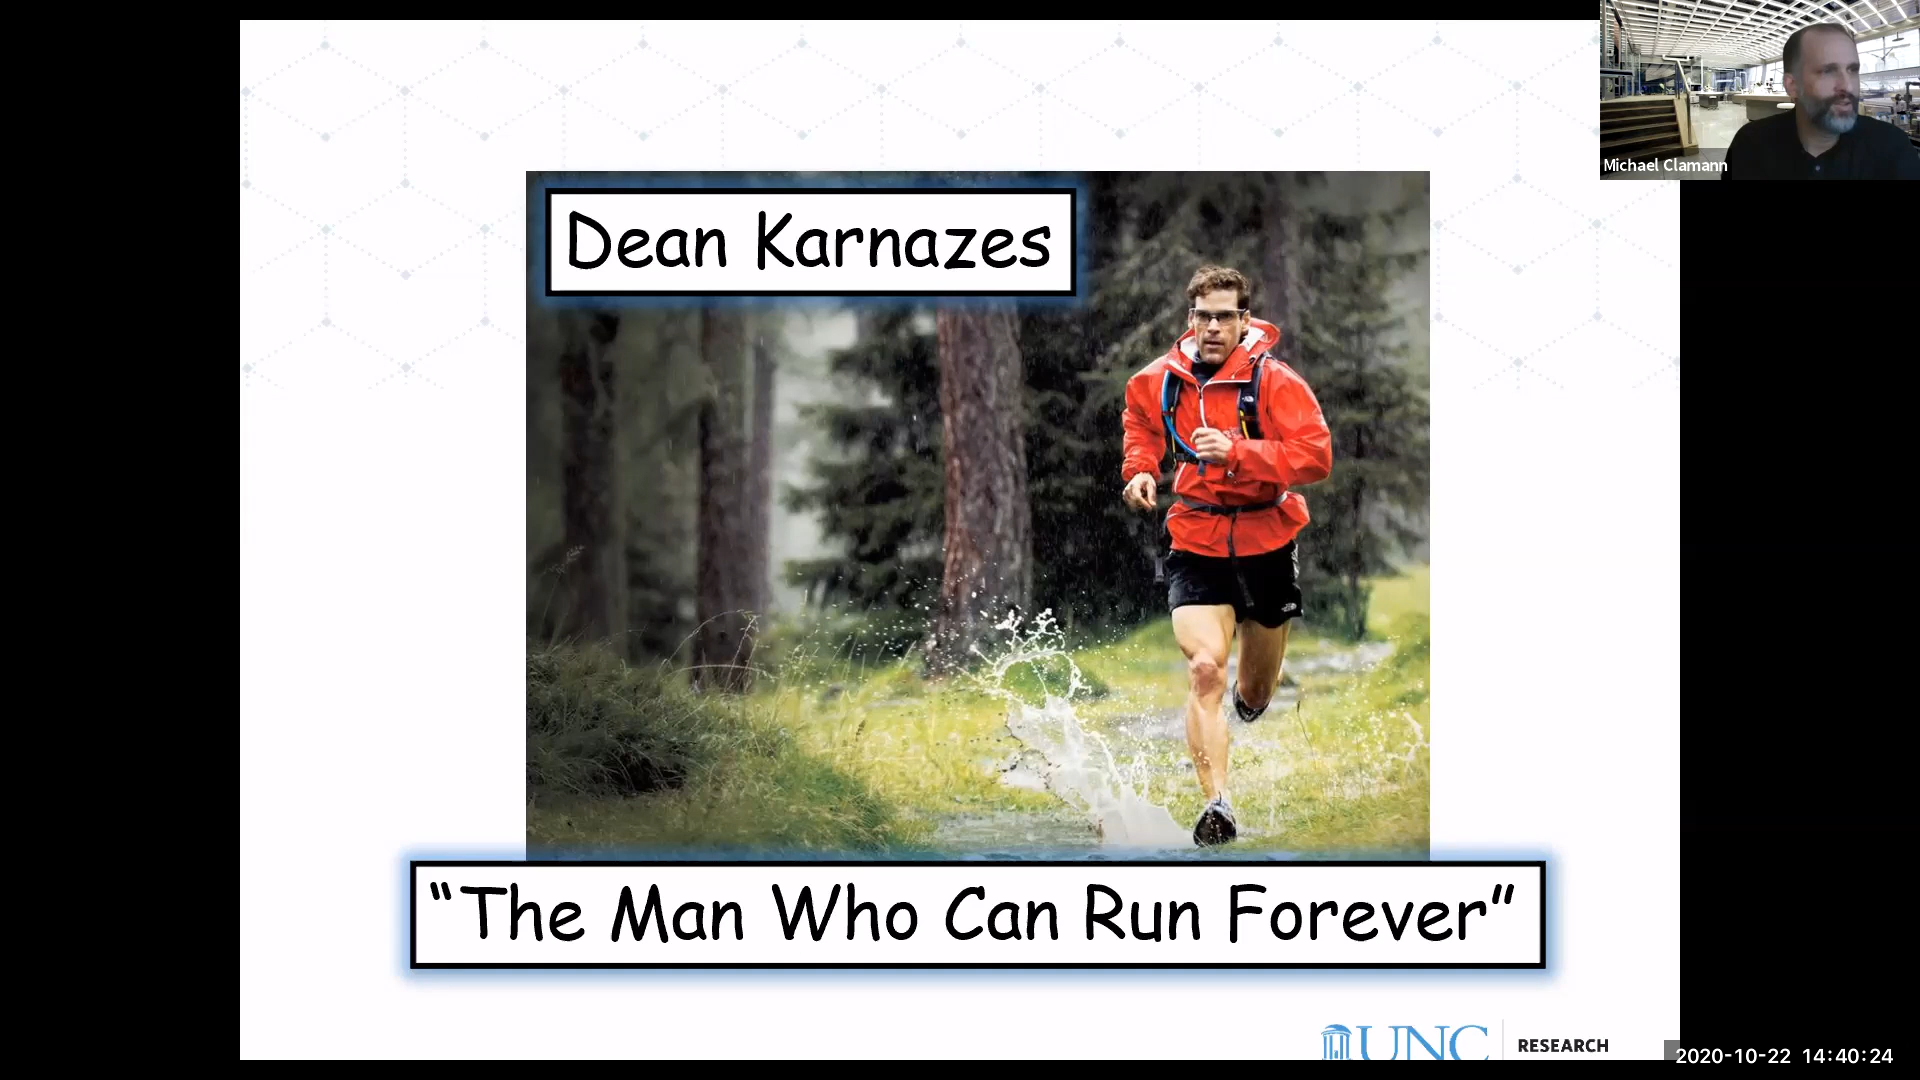 Michael Clamann
Dean Karnazes
“The Man Who Can Run Forever”
UNC RESEARCH
2020-10-22 14:40:24